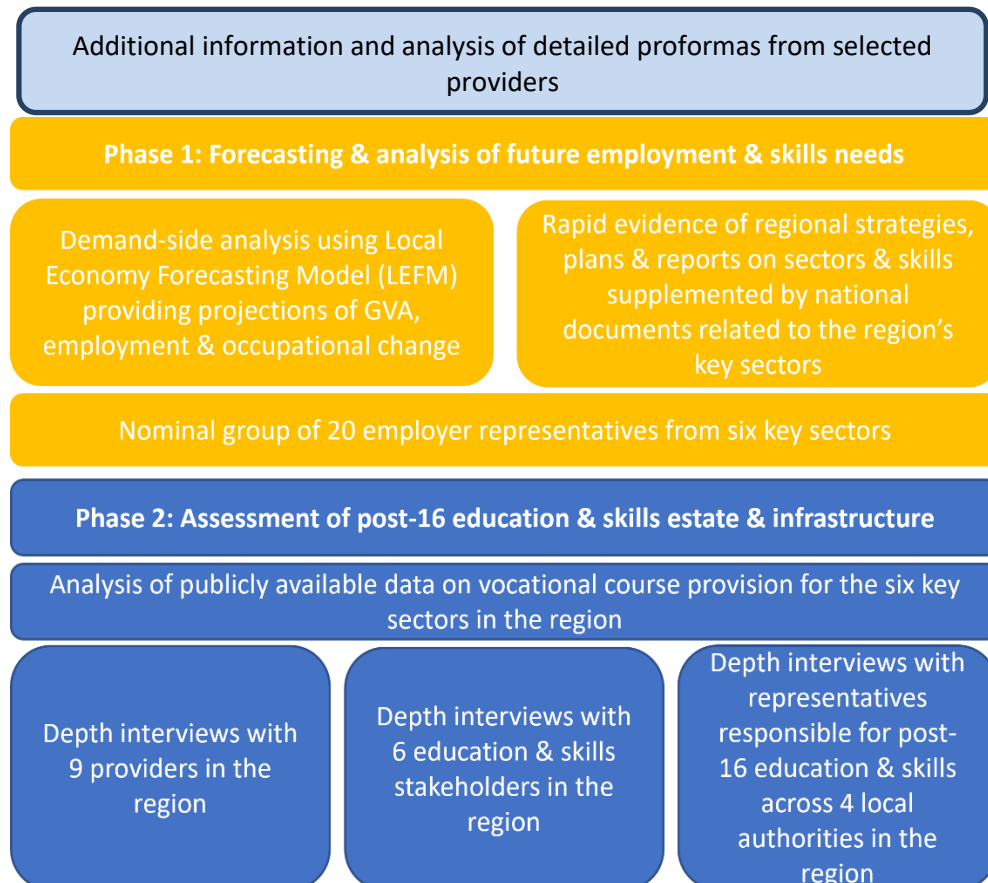 Additional information and analysis of detailed proformas from selected
providers
Phase 1: Forecasting & analysis of future employment & skills needs
Demand-side analysis using Local
Economy Forecasting Model (LEFM)
providing projections of GVA,
employment & occupational change
Rapid evidence of regional strategies,
plans & reports on sectors & skills
supplemented by national
documents related to the region's
key sectors
Nominal group of 20 employer representatives from six key sectors
Phase 2: Assessment of post-16 education & skills estate & infrastructure
Analysis of publicly available data on vocational course provision for the six key
sectors in the region
Depth interviews with
9 providers in the
region
Depth interviews with
6 education & skills
stakeholders in the
region
Depth interviews with
representatives
responsible for post-
16 education & skills
across 4 local
authorities in the
region